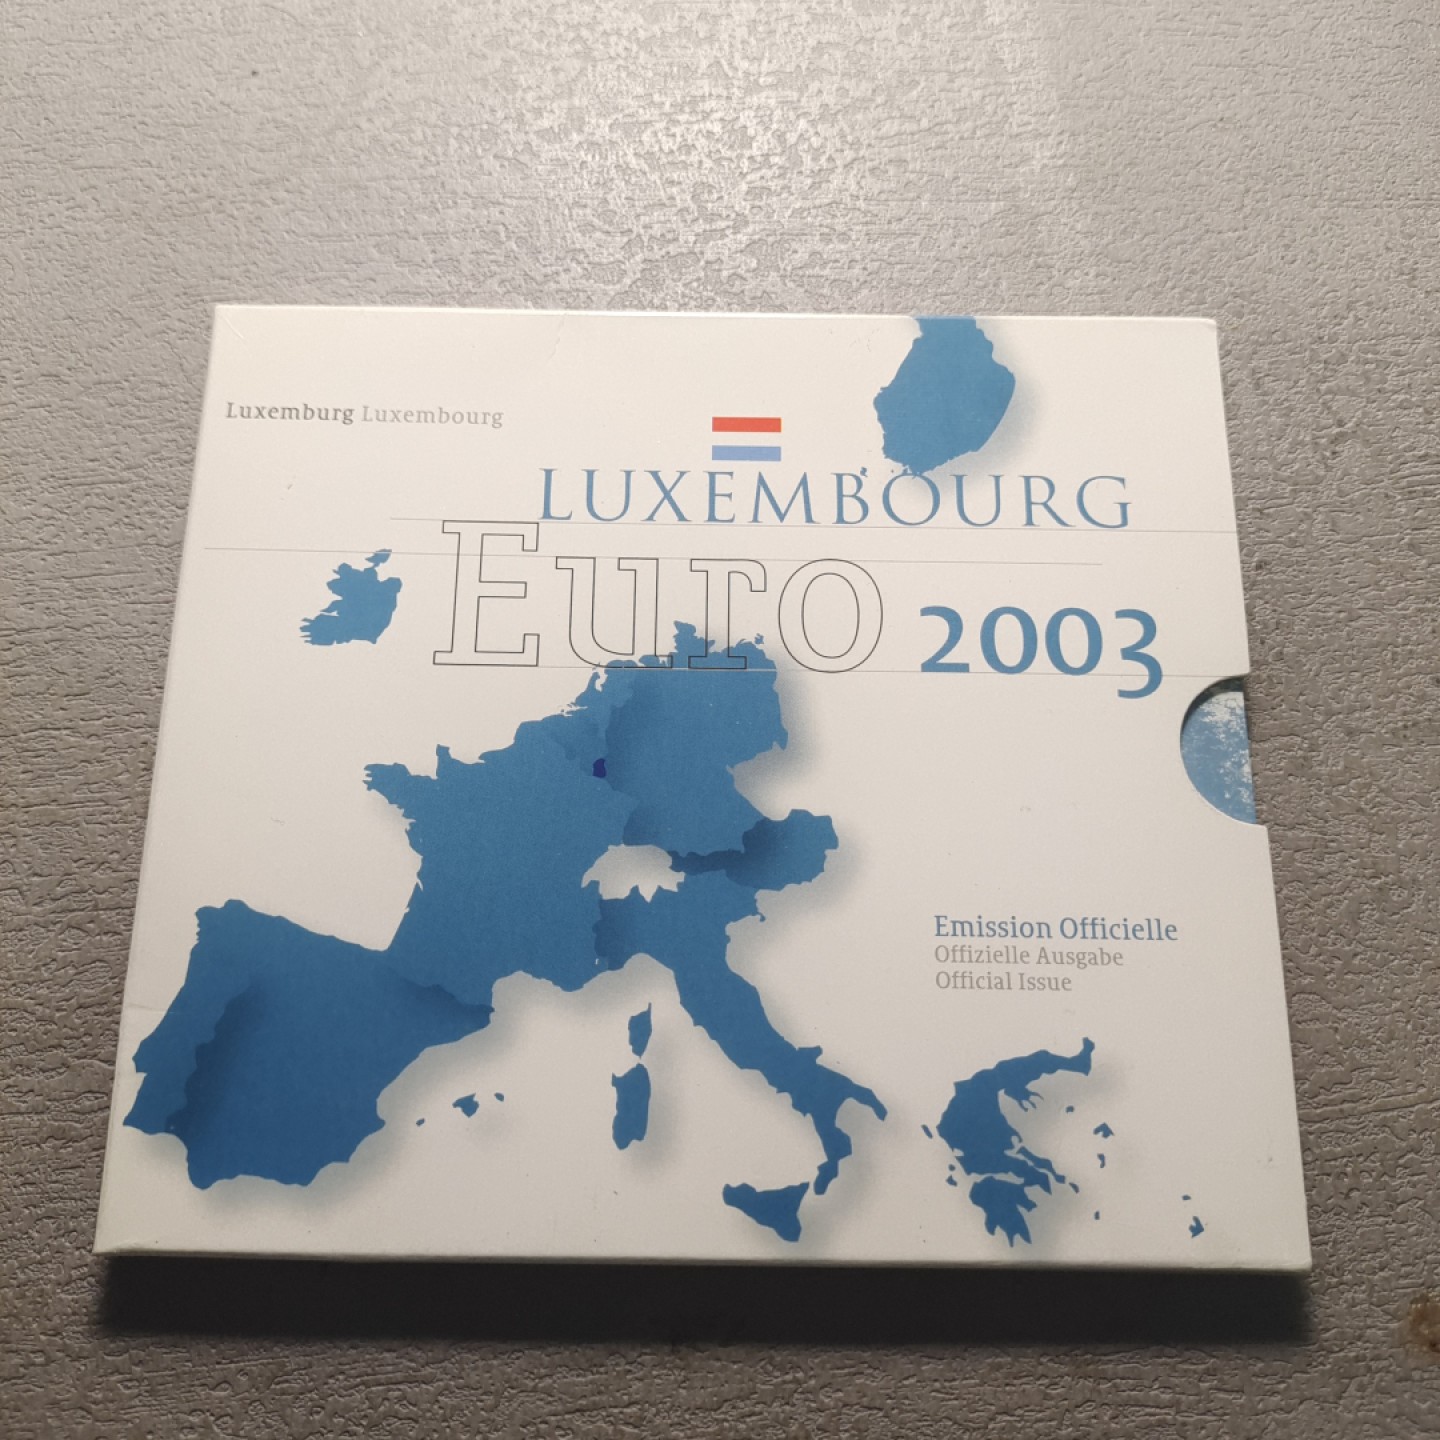 Luxemburg Luxembourg
LUXEMBOURG
Euro 2003
Emission Officielle
Offizielle Ausgabe
Official Issue